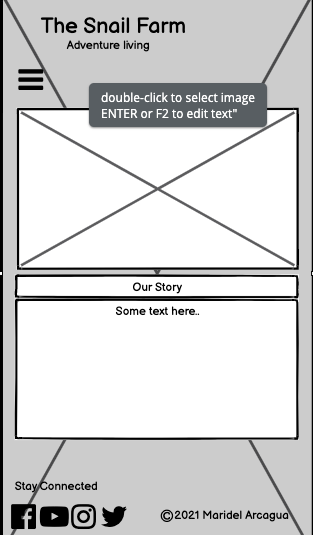 The Snail Farm
Adventure living
double-click to select image
ENTER or F2 to edit text"
Our Story
Some text here..
Stay Connected
©2021 Maridel Arcagua